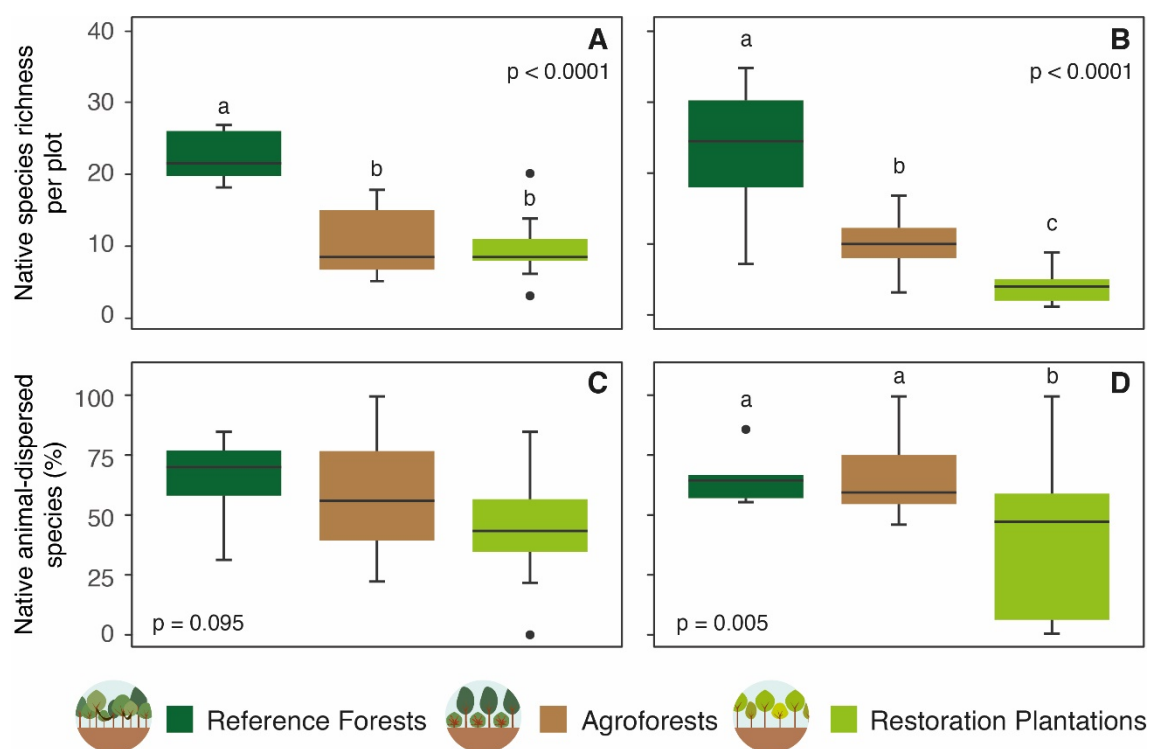 Native species richness
per plot
40
30
20
10
0
A
p < 0.0001
a
b
b
B
p < 0.0001
a
b
c
Native animal-dispersed
species (%)
100
75
50
25
0
C
p = 0.095
D
a
a
b
p = 0.005
Reference Forests
Agroforests
Restoration Plantations